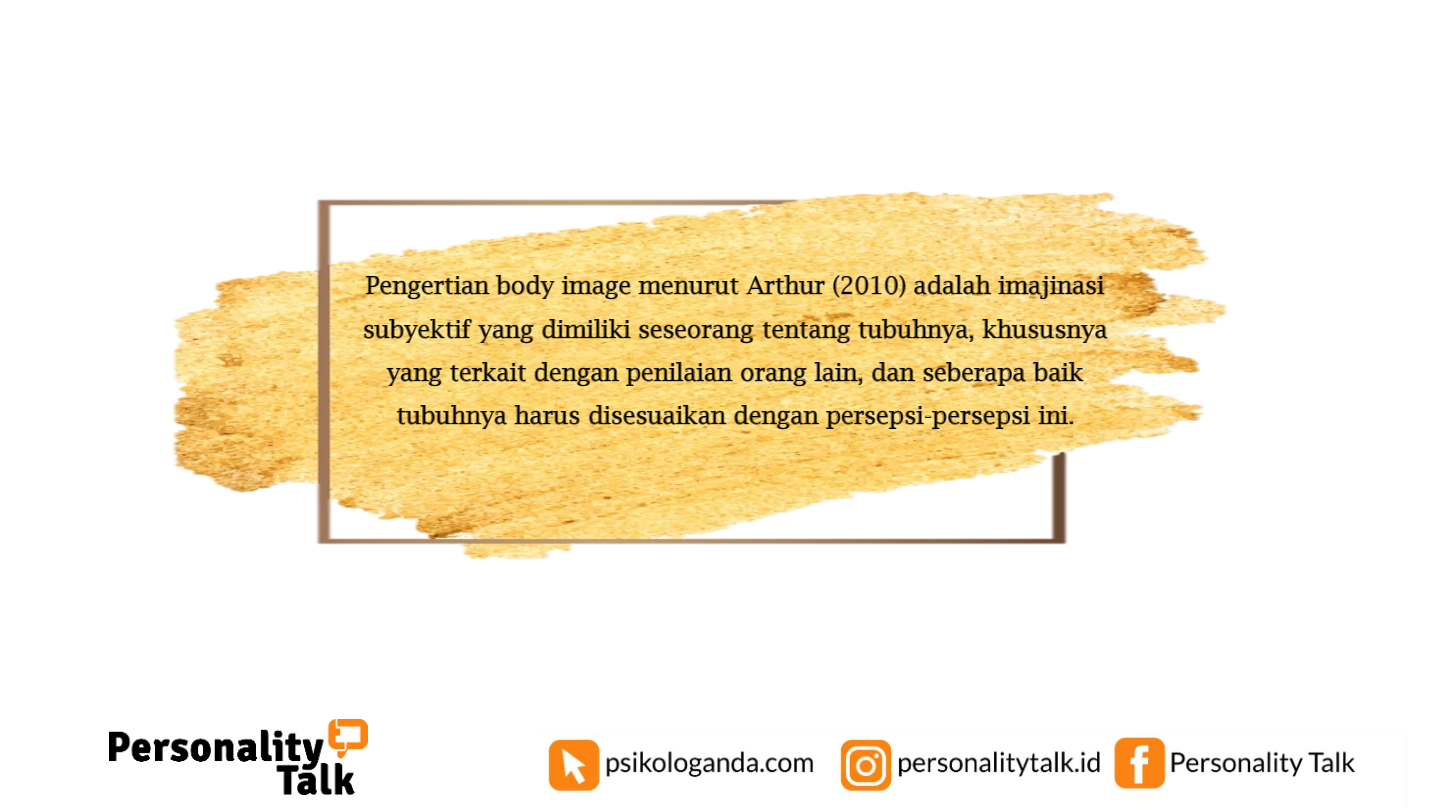 Pengertian body image menurut Arthur (2010) adalah imajinasi
subyektif yang dimiliki seseorang tentang tubuhnya, khususnya
yang terkait dengan penilaian orang lain, dan seberapa baik
tubuhnya harus disesuaikan dengan persepsi-persepsi ini.
Personality
Talk
psikologanda.com
personalitytalk.id
Personality Talk